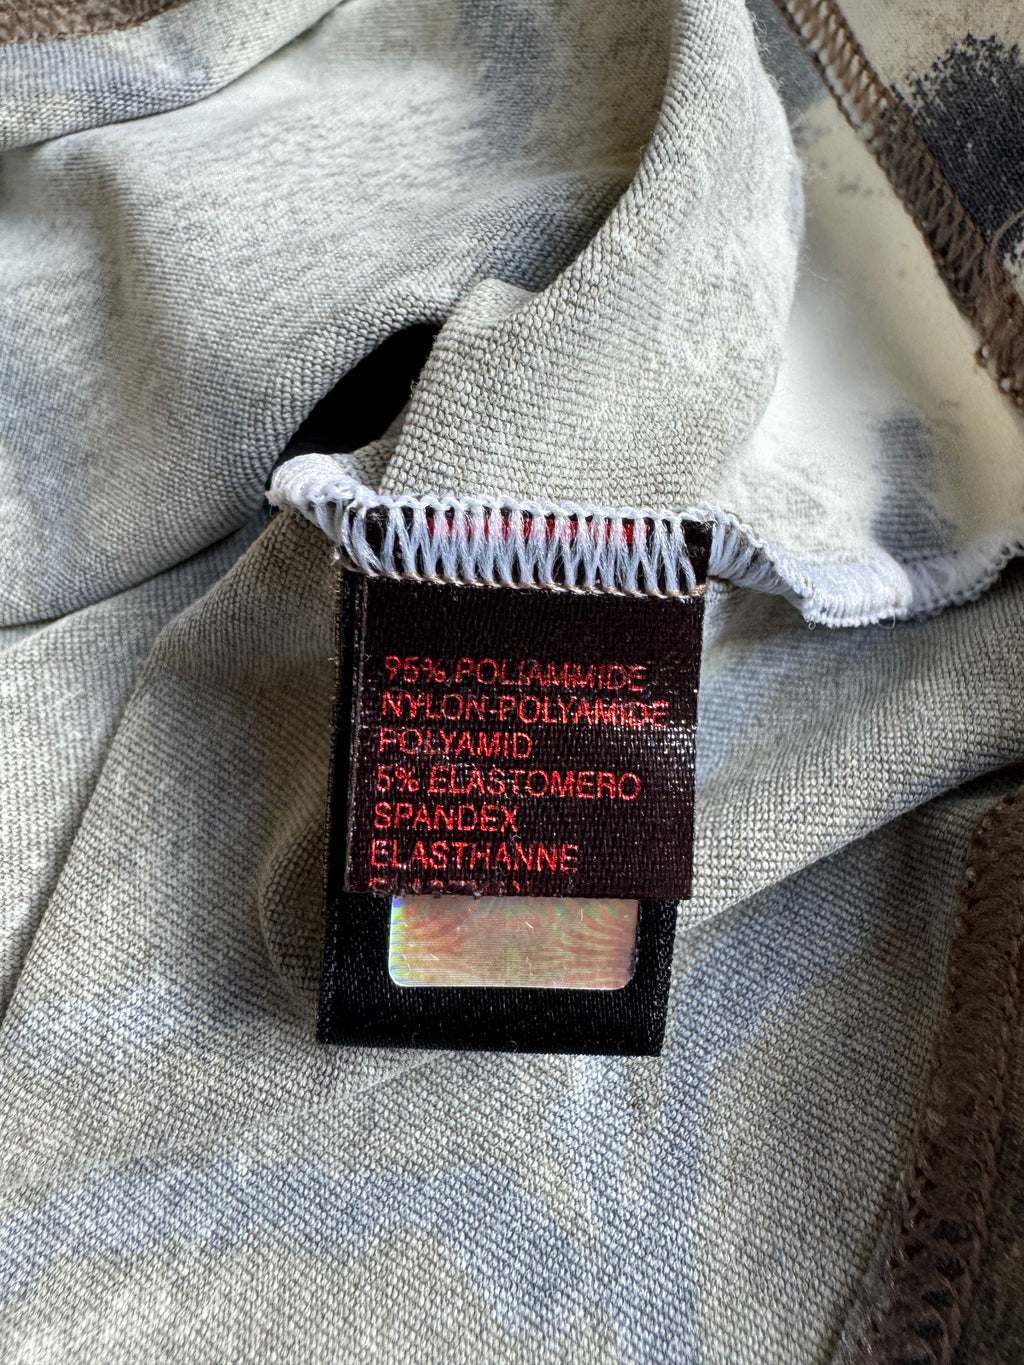 95% POLIAMMIDE
NYLON-POLYAMIDE
POLYAMID
5% ELASTOMERO
SPANDEX
ELASTHANNE